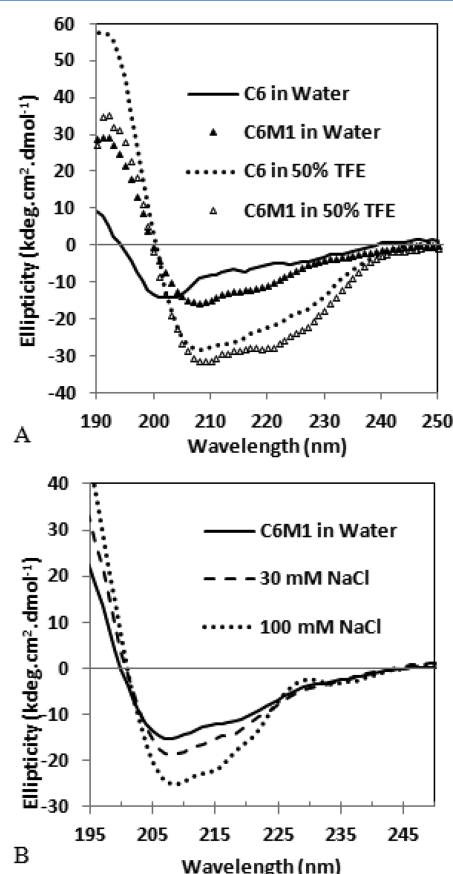 60
50
40
30
20
10
0
-10
-20
-30
-40
Ellipticity (kdeg.cm².dmol⁻¹)
C6 in Water
C6M1 in Water
C6 in 50% TFE
C6M1 in 50% TFE
190 200 210 220 230 240 250
Wavelength (nm)
A
40
30
20
10
0
-10
-20
-30
Ellipticity (kdeg.cm².dmol⁻¹)
C6M1 in Water
30 mM NaCl
100 mM NaCl
195 205 215 225 235 245
Wavelength (nm)
B